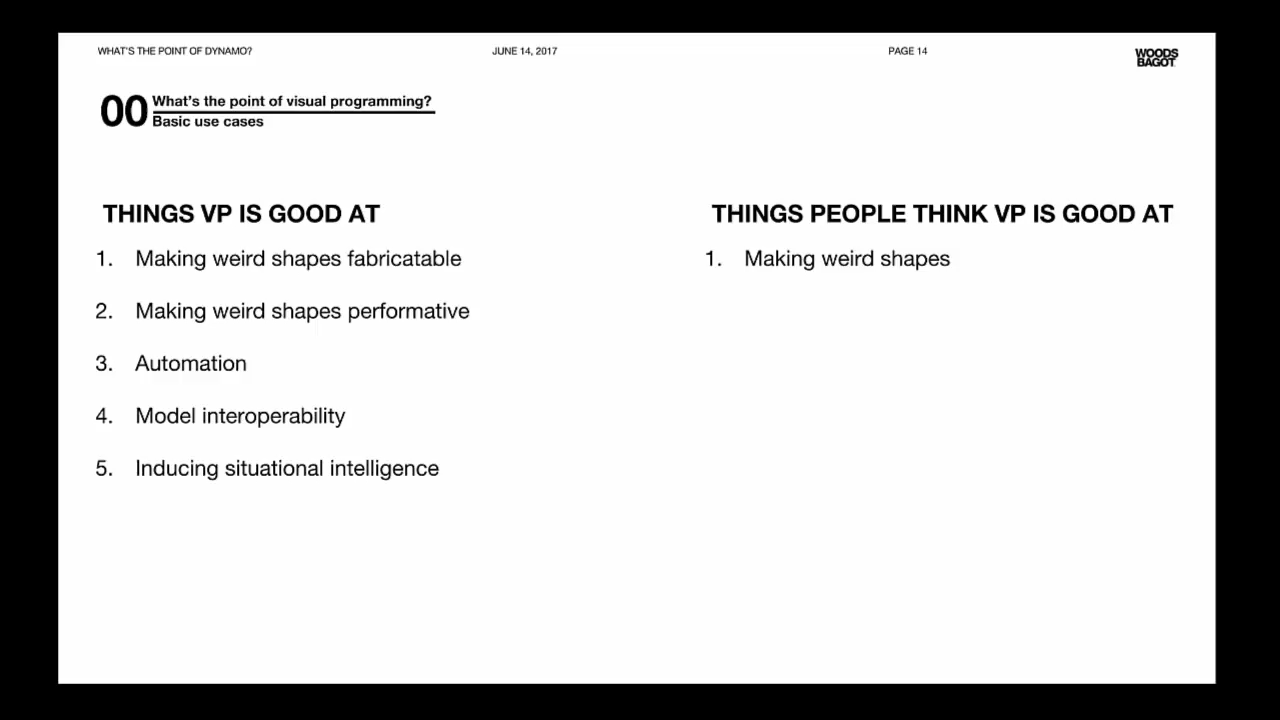 WHAT'S THE POINT OF DYNAMO?
JUNE 14, 2017
PAGE 14
WOODS
BAGOT
00
What's the point of visual programming?
Basic use cases
THINGS VP IS GOOD AT
1. Making weird shapes fabricatable
2. Making weird shapes performative
3. Automation
4. Model interoperability
5. Inducing situational intelligence
THINGS PEOPLE THINK VP IS GOOD AT
1. Making weird shapes